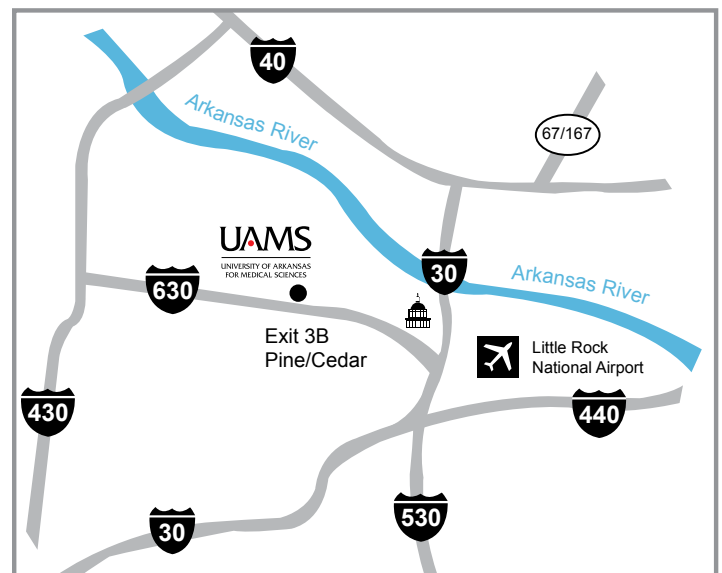 40
Arkansas River
67/167
UAMS
UNIVERSITY OF ARKANSAS
FOR MEDICAL SCIENCES
30
Arkansas River
630
Exit 3B
Pine/Cedar
Little Rock
National Airport
430
440
530
30